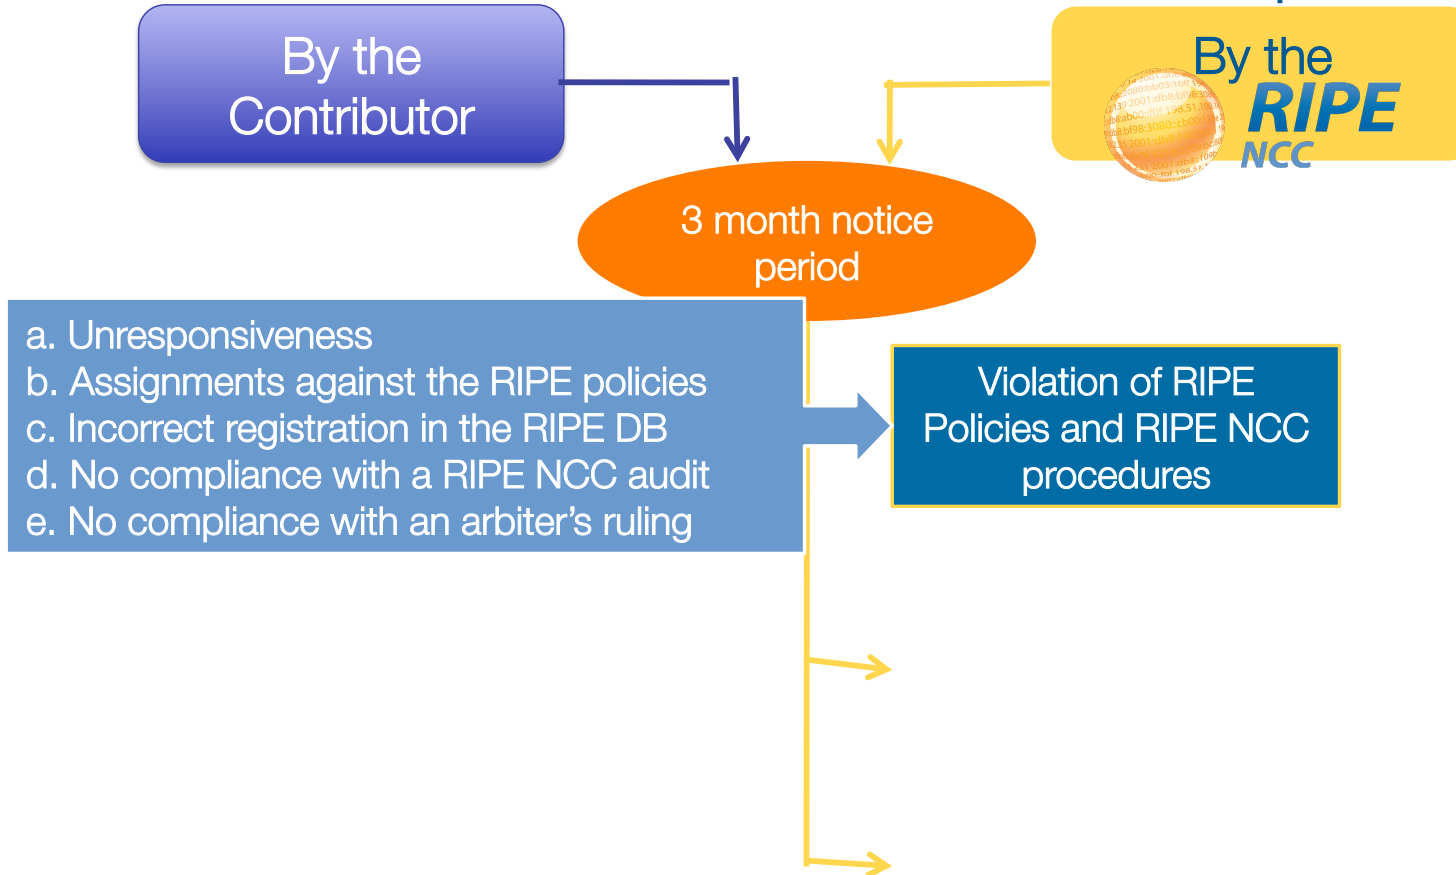 By the
Contributor
By the
RIPE
NCC
3 month notice
period
a. Unresponsiveness
b. Assignments against the RIPE policies
c. Incorrect registration in the RIPE DB
d. No compliance with a RIPE NCC audit
e. No compliance with an arbiter’s ruling
Violation of RIPE
Policies and RIPE NCC
procedures